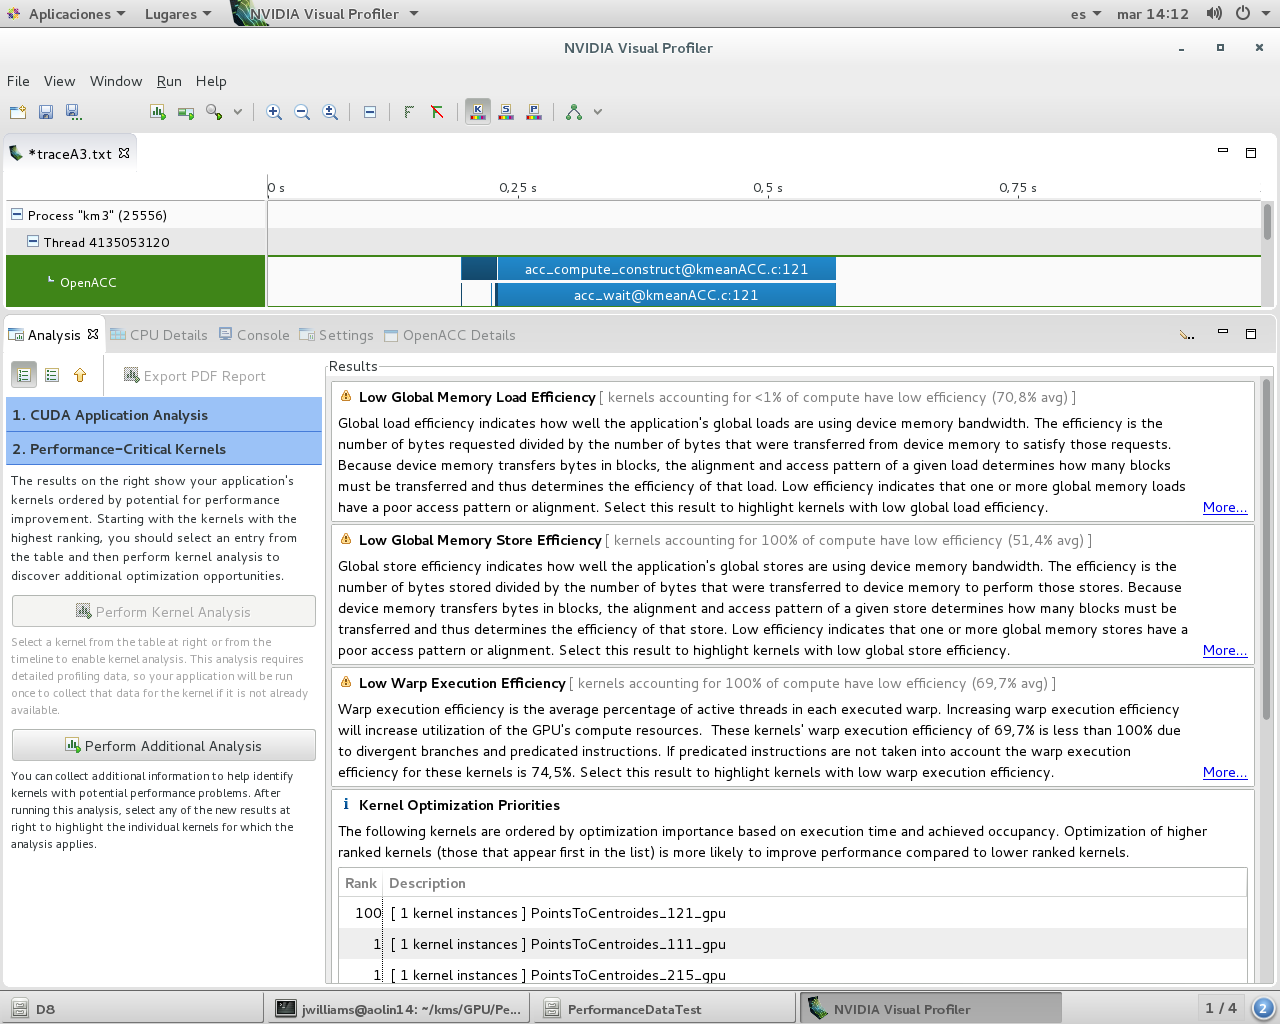 Aplicaciones Lugares NVIDIA Visual Profiler es mar 14:12
NVIDIA Visual Profiler
File View Window Run Help
K S P
*traceA3.txt
0 s 0,25 s 0,5 s 0,75 s
Process "km3" (25556)
Thread 4135053120
OpenACC
acc_compute_construct@kmeanACC.c:121
acc_wait@kmeanACC.c:121
Analysis CPU Details Console Settings OpenACC Details
Export PDF Report
1. CUDA Application Analysis
2. Performance-Critical Kernels
The results on the right show your application's
kernels ordered by potential for performance
improvement. Starting with the kernels with the
highest ranking, you should select an entry from
the table and then perform kernel analysis to
discover additional optimization opportunities.
Perform Kernel Analysis
Select a kernel from the table at right or from the
timeline to enable kernel analysis. This analysis requires
detailed profiling data, so your application will be run
once to collect that data for the kernel if it is not already
available.
Perform Additional Analysis
You can collect additional information to help identify
kernels with potential performance problems. After
running this analysis, select any of the new results at
right to highlight the individual kernels for which the
analysis applies.
Results
Low Global Memory Load Efficiency [ kernels accounting for <1% of compute have low efficiency (70,8% avg) ]
Global load efficiency indicates how well the application's global loads are using device memory bandwidth. The efficiency is the
number of bytes requested divided by the number of bytes that were transferred from device memory to satisfy those requests.
Because device memory transfers bytes in blocks, the alignment and access pattern of a given load determines how many blocks
must be transferred and thus determines the efficiency of that load. Low efficiency indicates that one or more global memory loads
have a poor access pattern or alignment. Select this result to highlight kernels with low global load efficiency. More...
Low Global Memory Store Efficiency [ kernels accounting for 100% of compute have low efficiency (51,4% avg) ]
Global store efficiency indicates how well the application's global stores are using device memory bandwidth. The efficiency is the
number of bytes stored divided by the number of bytes that were transferred to device memory to perform those stores. Because
device memory transfers bytes in blocks, the alignment and access pattern of a given store determines how many blocks must be
transferred and thus determines the efficiency of that store. Low efficiency indicates that one or more global memory stores have a
poor access pattern or alignment. Select this result to highlight kernels with low global store efficiency. More...
Low Warp Execution Efficiency [ kernels accounting for 100% of compute have low efficiency (69,7% avg) ]
Warp execution efficiency is the average percentage of active threads in each executed warp. Increasing warp execution efficiency
will increase utilization of the GPU's compute resources. These kernels' warp execution efficiency of 69,7% is less than 100% due
to divergent branches and predicated instructions. If predicated instructions are not taken into account the warp execution
efficiency for these kernels is 74,5%. Select this result to highlight kernels with low warp execution efficiency. More...
Kernel Optimization Priorities
The following kernels are ordered by optimization importance based on execution time and achieved occupancy. Optimization of higher
ranked kernels (those that appear first in the list) is more likely to improve performance compared to lower ranked kernels.
Rank Description
100 [ 1 kernel instances ] PointsToCentroides_121_gpu
1 [ 1 kernel instances ] PointsToCentroides_111_gpu
1 [ 1 kernel instances ] PointsToCentroides_215_gpu
D8 jwilliams@aolin14: ~/kms/GPU/Pe... PerformanceDataTest NVIDIA Visual Profiler 1 / 4 2